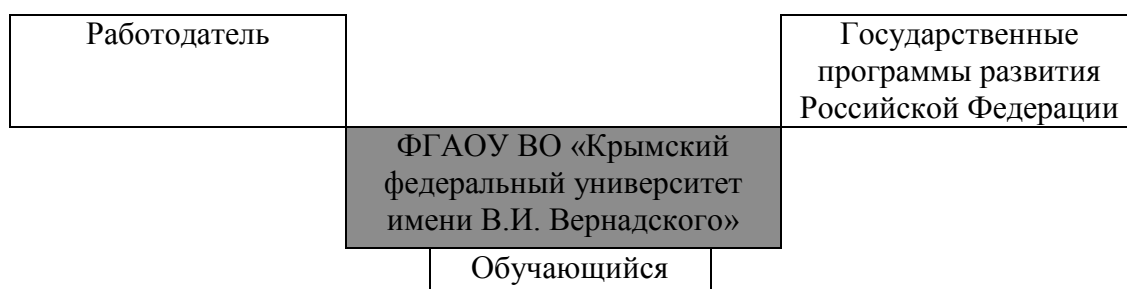 Работодатель
Государственные
программы развития
Российской Федерации
ФГАОУ ВО «Крымский
федеральный университет
имени В.И. Вернадского»
Обучающийся